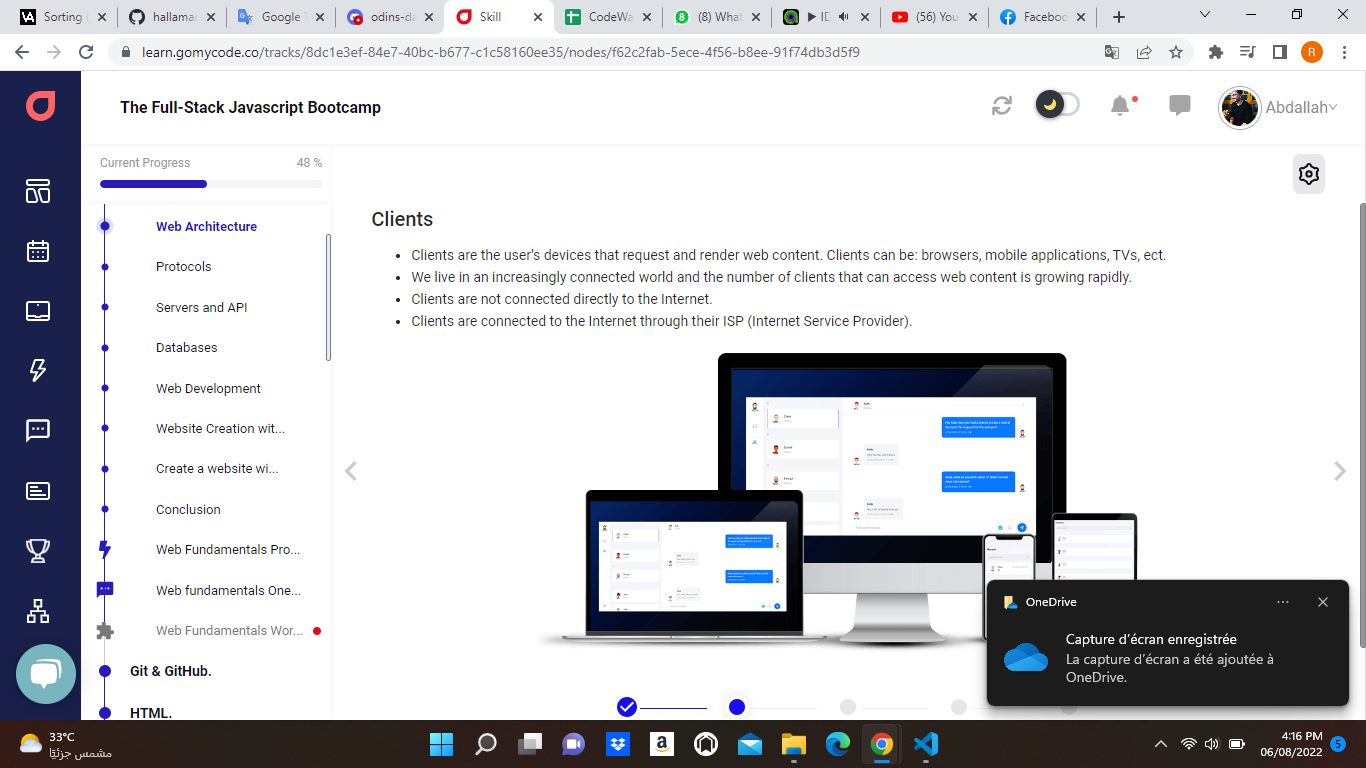 Sorting
hallamac
Google T
odins-da
Skill
CodeWa
(8) What
(56) You
Faceboo
learn.gomycode.co/tracks/8dc1e3ef-84e7-40bc-b677-c1c58160ee35/nodes/f62c2fab-5ece-4f56-b8ee-91f74db3d5f9
R
The Full-Stack Javascript Bootcamp
Abdallah
Current Progress 48 %
Web Architecture
Protocols
Servers and API
Databases
Web Development
Website Creation wit...
Create a website wi...
Conclusion
Web Fundamentals Pro...
Web fundamentals One...
Web Fundamentals Wor...
Git & GitHub.
HTML.
Clients
Clients are the user's devices that request and render web content. Clients can be: browsers, mobile applications, TVs, ect.
We live in an increasingly connected world and the number of clients that can access web content is growing rapidly.
Clients are not connected directly to the Internet.
Clients are connected to the Internet through their ISP (Internet Service Provider).
OneDrive
Capture d'écran enregistrée
La capture d'écran a été ajoutée à
OneDrive.
33°C
مشمس جزئيًا
4:16 PM
06/08/2022
5